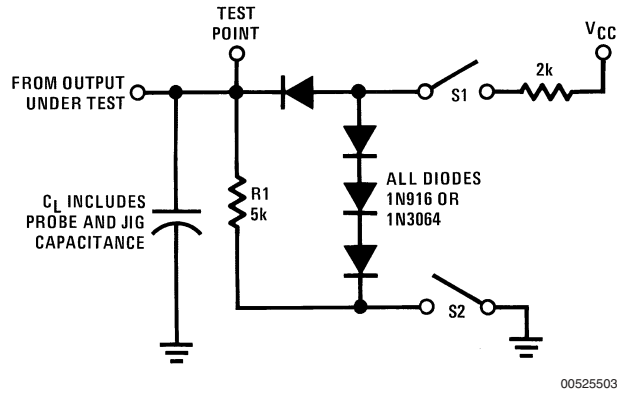 TEST
POINT
V_CC
FROM OUTPUT
UNDER TEST
S1
2k
C_L INCLUDES
PROBE AND JIG
CAPACITANCE
R1
5k
ALL DIODES
1N916 OR
1N3064
S2
00525503